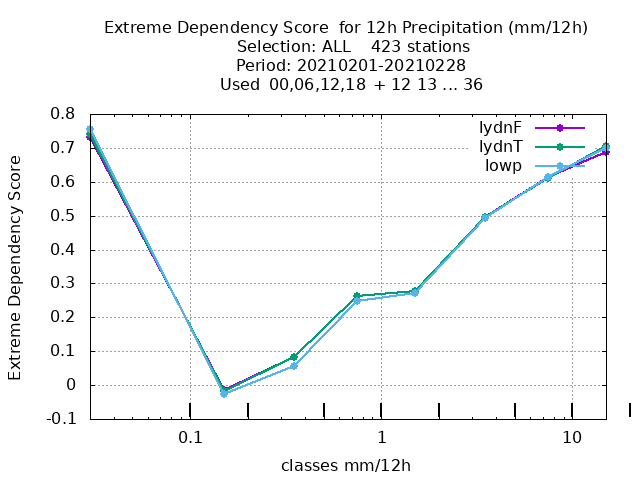 Extreme Dependency Score  for 12h Precipitation (mm/12h)
Selection: ALL    423 stations
Period: 20210201-20210228
Used  00,06,12,18  + 12 13 ... 36
lydnF
lydnT
lowp
0.8
0.7
0.6
0.5
0.4
0.3
0.2
0.1
0
-0.1
Extreme Dependency Score
0.1
1
10
classes mm/12h